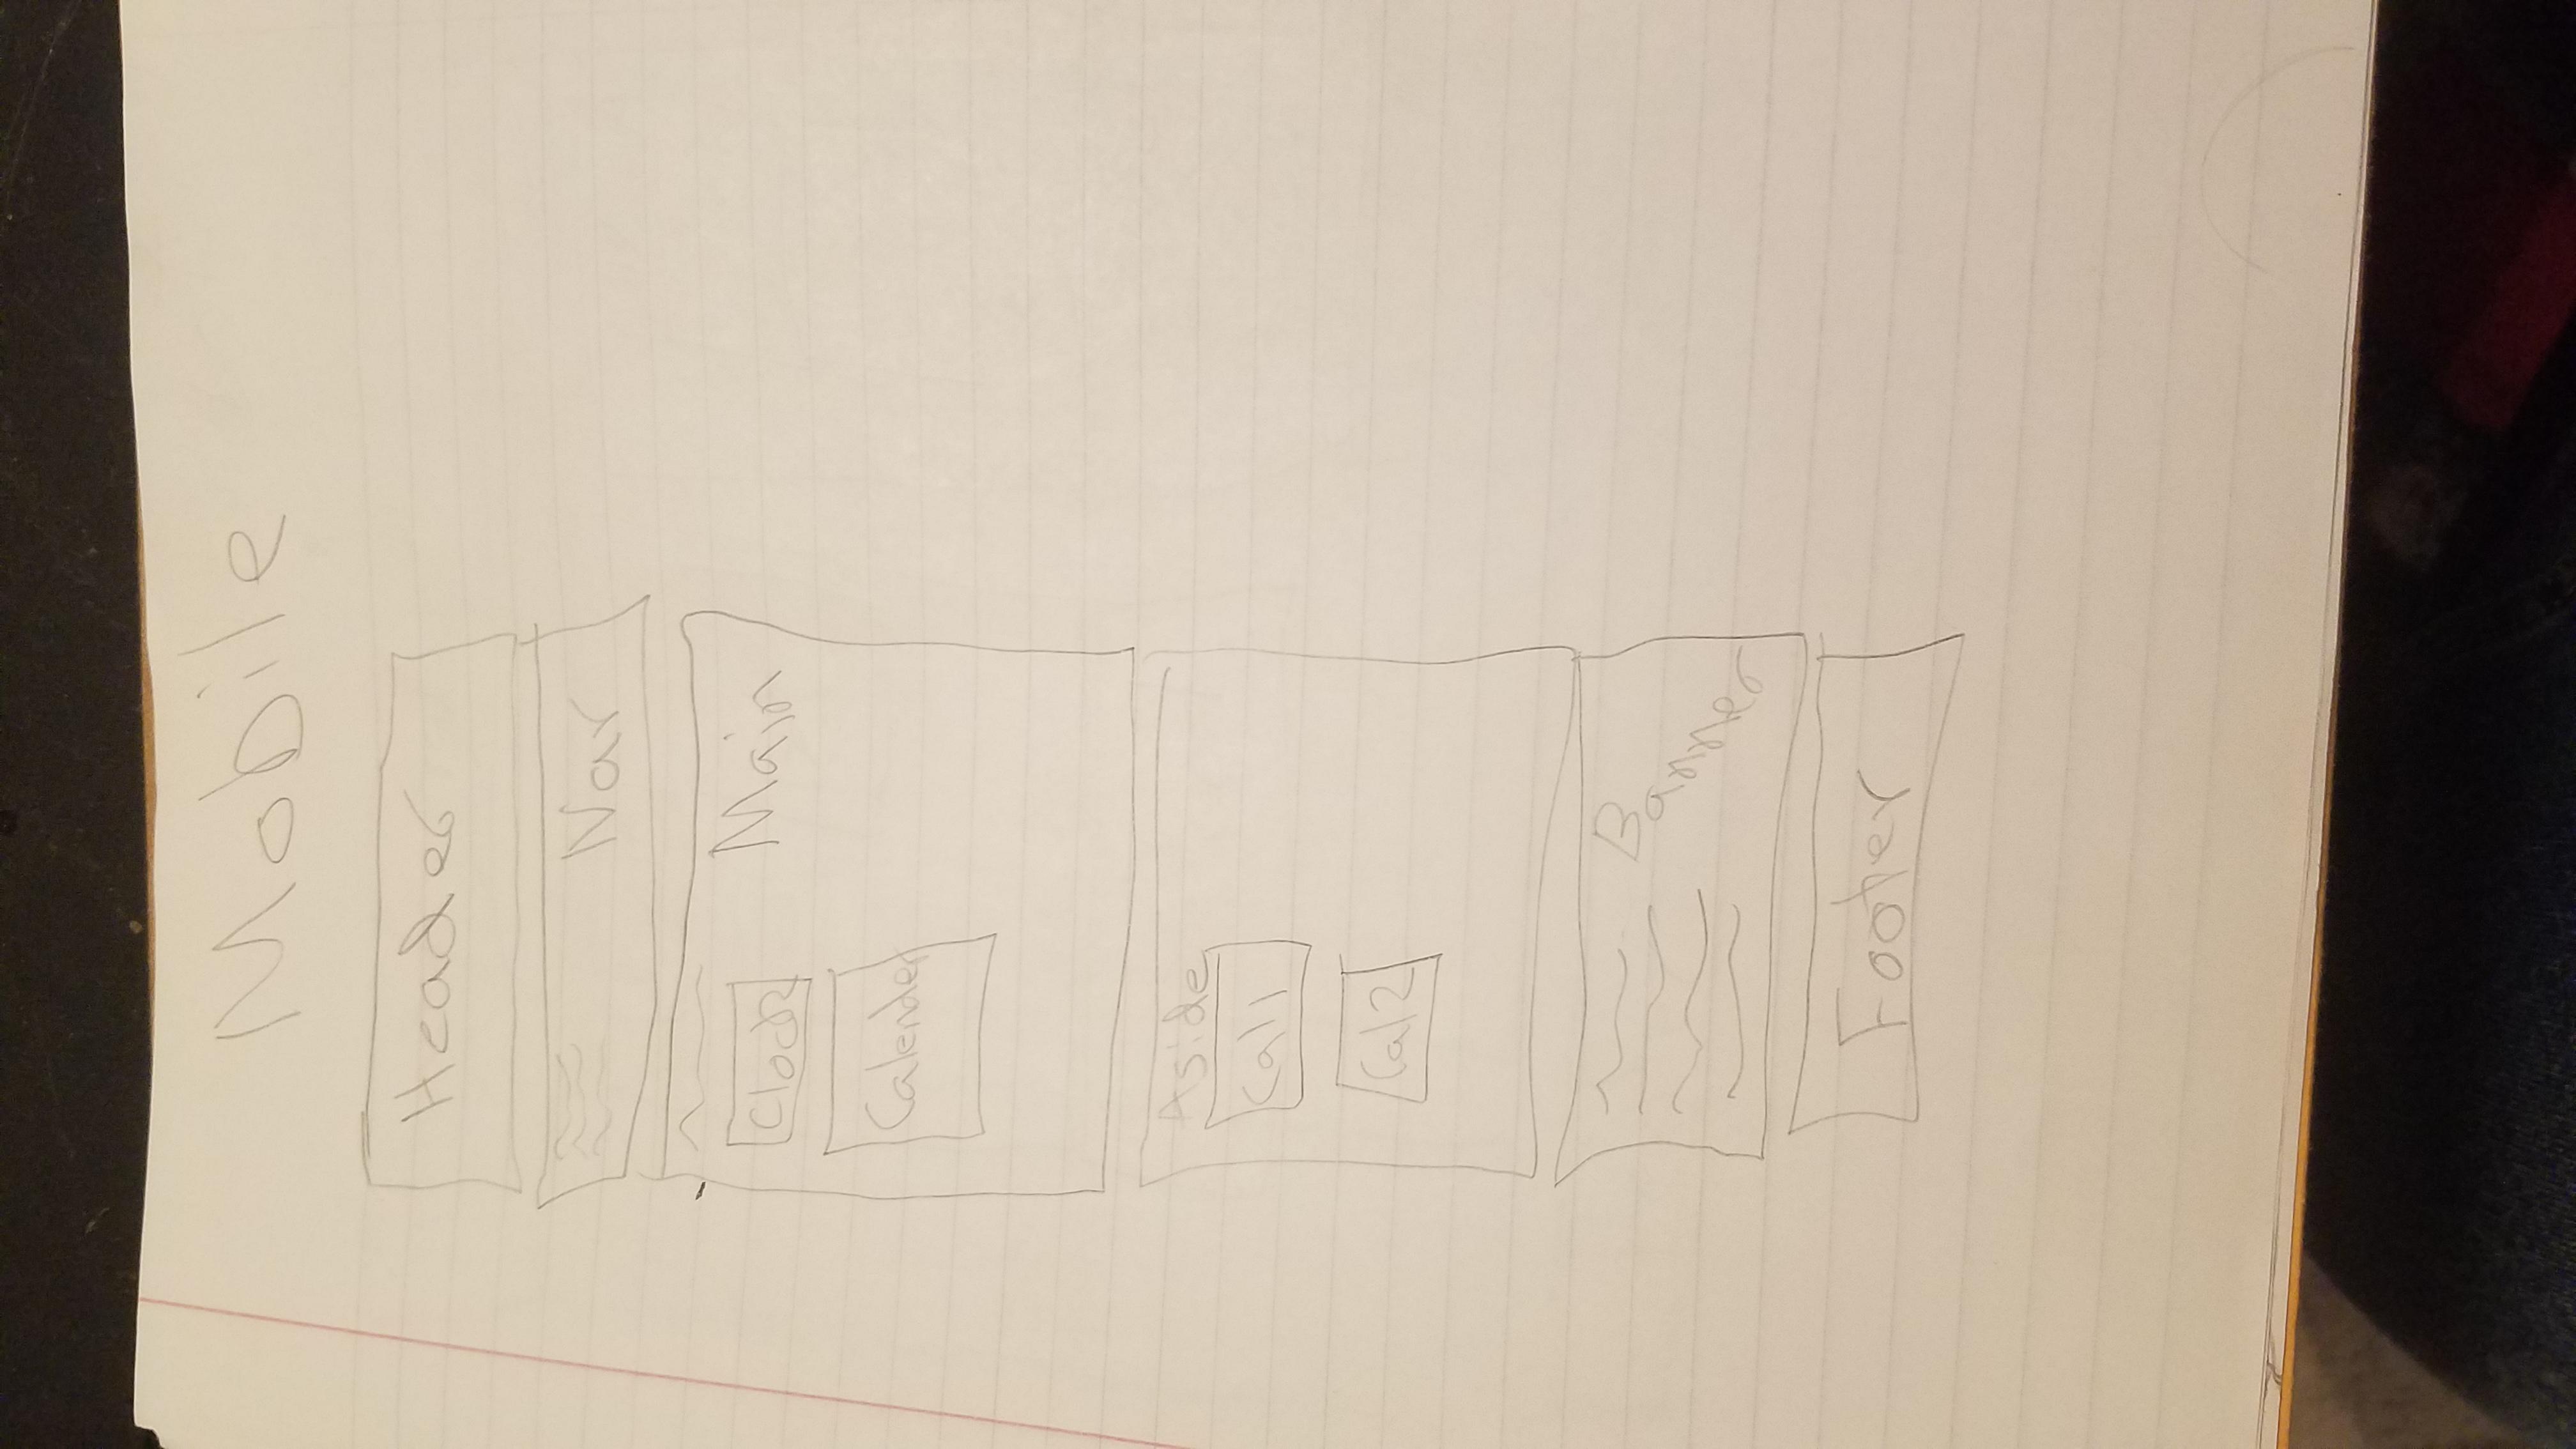 Mobile
Header
Nav
Main
Clock
Calender
Aside
Cal1
Cal2
Banner
Footer